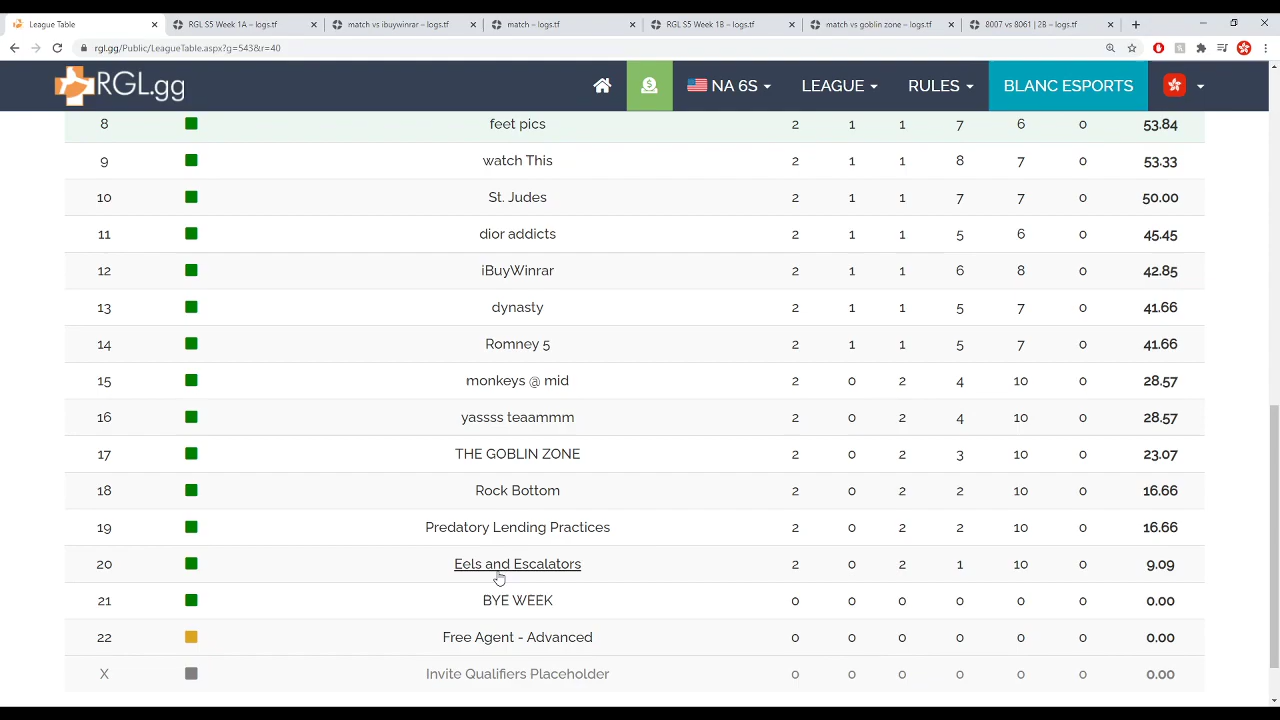 League Table
RGL S5 Week 1A – logs.tf
match vs ibuywinrar – logs.tf
match – logs.tf
RGL S5 Week 1B – logs.tf
match vs goblin zone – logs.tf
8007 vs 8061 | 2B – logs.tf
rgl.gg/Public/LeagueTable.aspx?g=543&r=40
RGL.gg
NA 6S
LEAGUE
RULES
BLANC ESPORTS
8 feet pics 2 1 1 7 6 0 53.84
9 watch This 2 1 1 8 7 0 53.33
10 St. Judes 2 1 1 7 7 0 50.00
11 dior addicts 2 1 1 5 6 0 45.45
12 iBuyWinrar 2 1 1 6 8 0 42.85
13 dynasty 2 1 1 5 7 0 41.66
14 Romney 5 2 1 1 5 7 0 41.66
15 monkeys @ mid 2 0 2 4 10 0 28.57
16 yassss teaammm 2 0 2 4 10 0 28.57
17 THE GOBLIN ZONE 2 0 2 3 10 0 23.07
18 Rock Bottom 2 0 2 2 10 0 16.66
19 Predatory Lending Practices 2 0 2 2 10 0 16.66
20 Eels and Escalators 2 0 2 1 10 0 9.09
21 BYE WEEK 0 0 0 0 0 0 0.00
22 Free Agent - Advanced 0 0 0 0 0 0 0.00
X Invite Qualifiers Placeholder 0 0 0 0 0 0 0.00